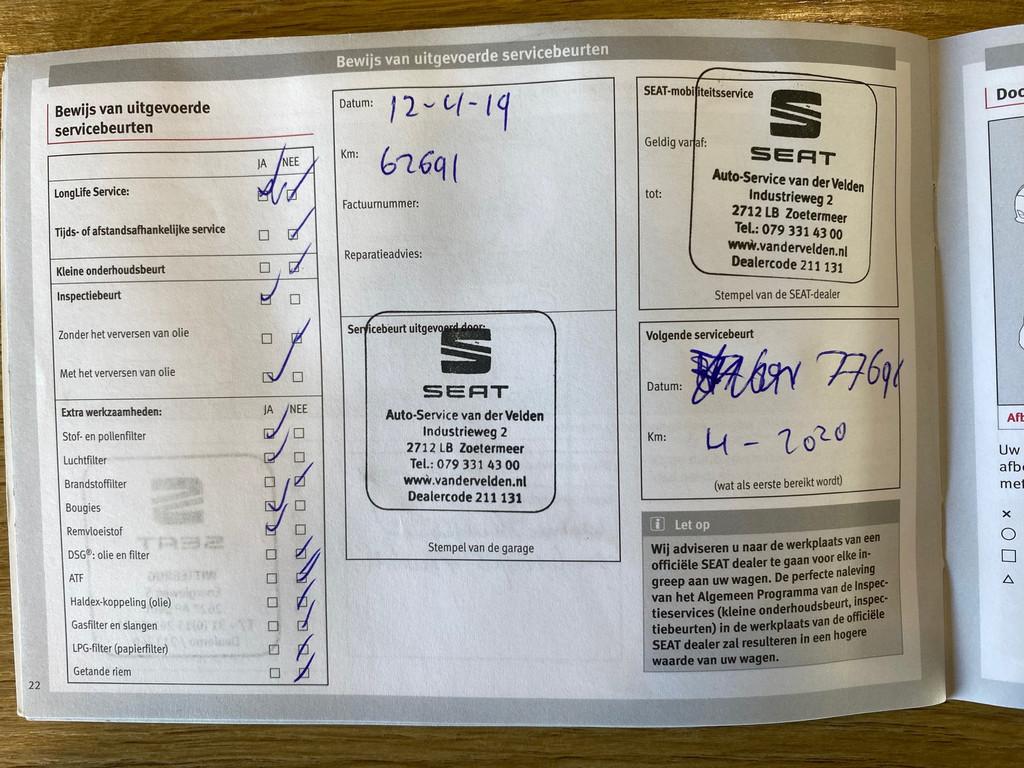 Bewijs van uitgevoerde servicebeurten
Bewijs van uitgevoerde
servicebeurten
JA NEE
LongLife Service:
Tijds- of afstandsafhankelijke service
Kleine onderhoudsbeurt
Inspectiebeurt
Zonder het verversen van olie
Met het verversen van olie
Extra werkzaamheden: JA NEE
Stof- en pollenfilter
Luchtfilter
Brandstoffilter
Bougies
Remvloeistof
DSG®: olie en filter
ATF
Haldex-koppeling (olie)
Gasfilter en slangen
LPG-filter (papierfilter)
Getande riem
22
Datum: 12-4-19
Km: 62691
Factuurnummer:
Reparatieadvies:
Servicebeurt uitgevoerd door:
SEAT
Auto-Service van der Velden
Industrieweg 2
2712 LB Zoetermeer
Tel.: 079 331 43 00
www.vandervelden.nl
Dealercode 211 131
Stempel van de garage
SEAT-mobiliteitsservice
Geldig vanaf:
tot:
SEAT
Auto-Service van der Velden
Industrieweg 2
2712 LB Zoetermeer
Tel.: 079 331 43 00
www.vandervelden.nl
Dealercode 211 131
Stempel van de SEAT-dealer
Volgende servicebeurt
Datum: 77691
Km: 4-2020
(wat als eerste bereikt wordt)
Let op
Wij adviseren u naar de werkplaats van een
officiële SEAT dealer te gaan voor elke in-
greep aan uw wagen. De perfecte naleving
van het Algemeen Programma van de Inspec-
tieservices (kleine onderhoudsbeurt, inspec-
tiebeurten) in de werkplaats van de officiële
SEAT dealer zal resulteren in een hogere
waarde van uw wagen.
Uw